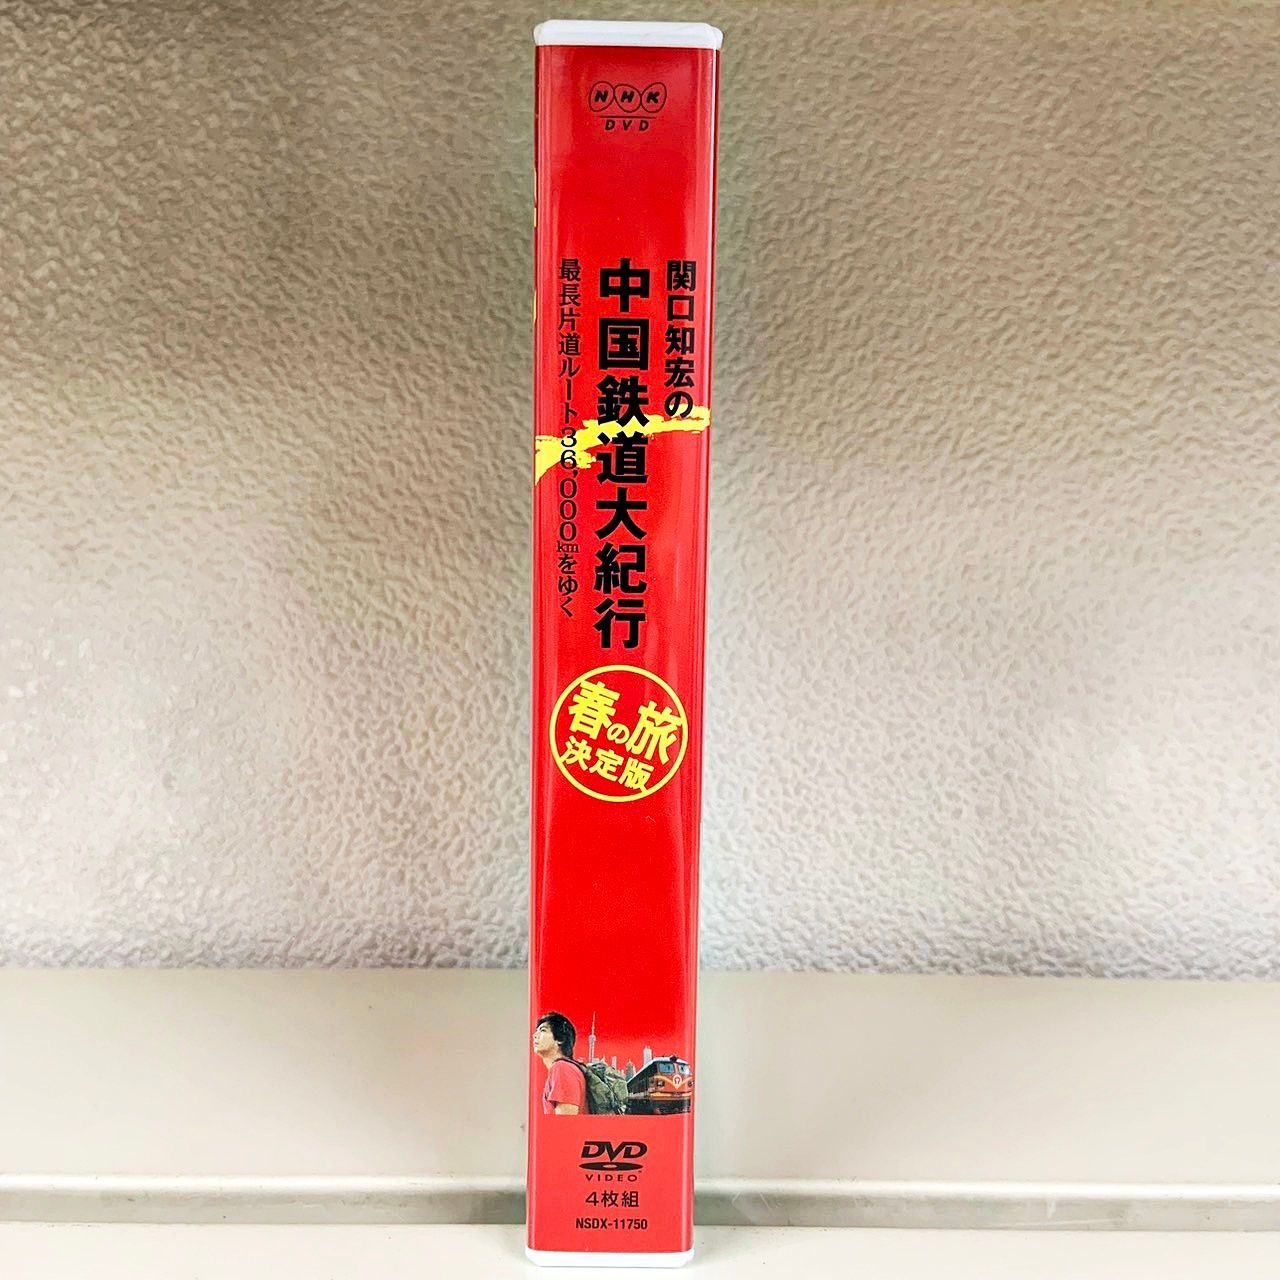 NHK
DVD
関口知宏の
中国鉄道大紀行
最長片道ルート36,000kmをゆく
春の旅
決定版
DVD
VIDEO
4枚組
NSDX-11750